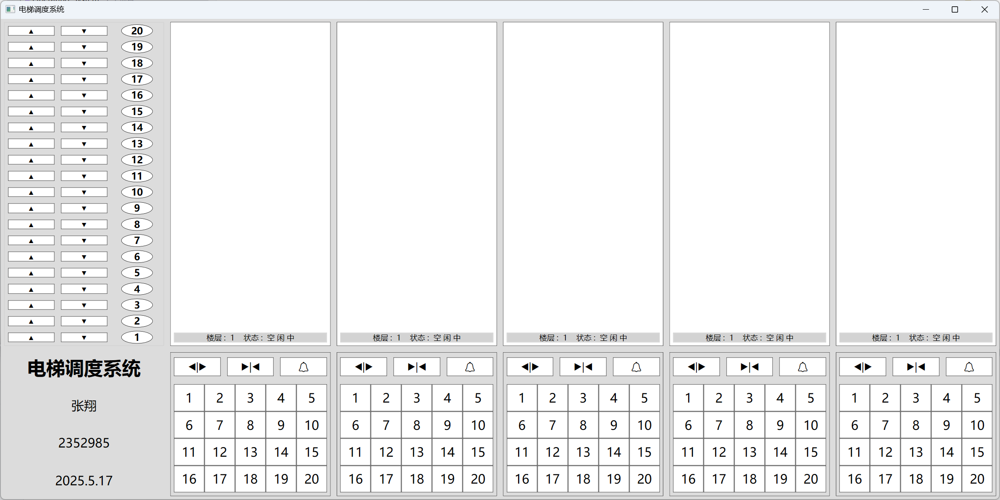 电梯调度系统
▲ ▼ 20
▲ ▼ 19
▲ ▼ 18
▲ ▼ 17
▲ ▼ 16
▲ ▼ 15
▲ ▼ 14
▲ ▼ 13
▲ ▼ 12
▲ ▼ 11
▲ ▼ 10
▲ ▼ 9
▲ ▼ 8
▲ ▼ 7
▲ ▼ 6
▲ ▼ 5
▲ ▼ 4
▲ ▼ 3
▲ ▼ 2
▲ ▼ 1
楼层：1 状态：空 闲 中
楼层：1 状态：空 闲 中
楼层：1 状态：空 闲 中
楼层：1 状态：空 闲 中
楼层：1 状态：空 闲 中
电梯调度系统
张翔
2352985
2025.5.17
◀|▶ ▶|◀
1 2 3 4 5
6 7 8 9 10
11 12 13 14 15
16 17 18 19 20
◀|▶ ▶|◀
1 2 3 4 5
6 7 8 9 10
11 12 13 14 15
16 17 18 19 20
◀|▶ ▶|◀
1 2 3 4 5
6 7 8 9 10
11 12 13 14 15
16 17 18 19 20
◀|▶ ▶|◀
1 2 3 4 5
6 7 8 9 10
11 12 13 14 15
16 17 18 19 20
◀|▶ ▶|◀
1 2 3 4 5
6 7 8 9 10
11 12 13 14 15
16 17 18 19 20